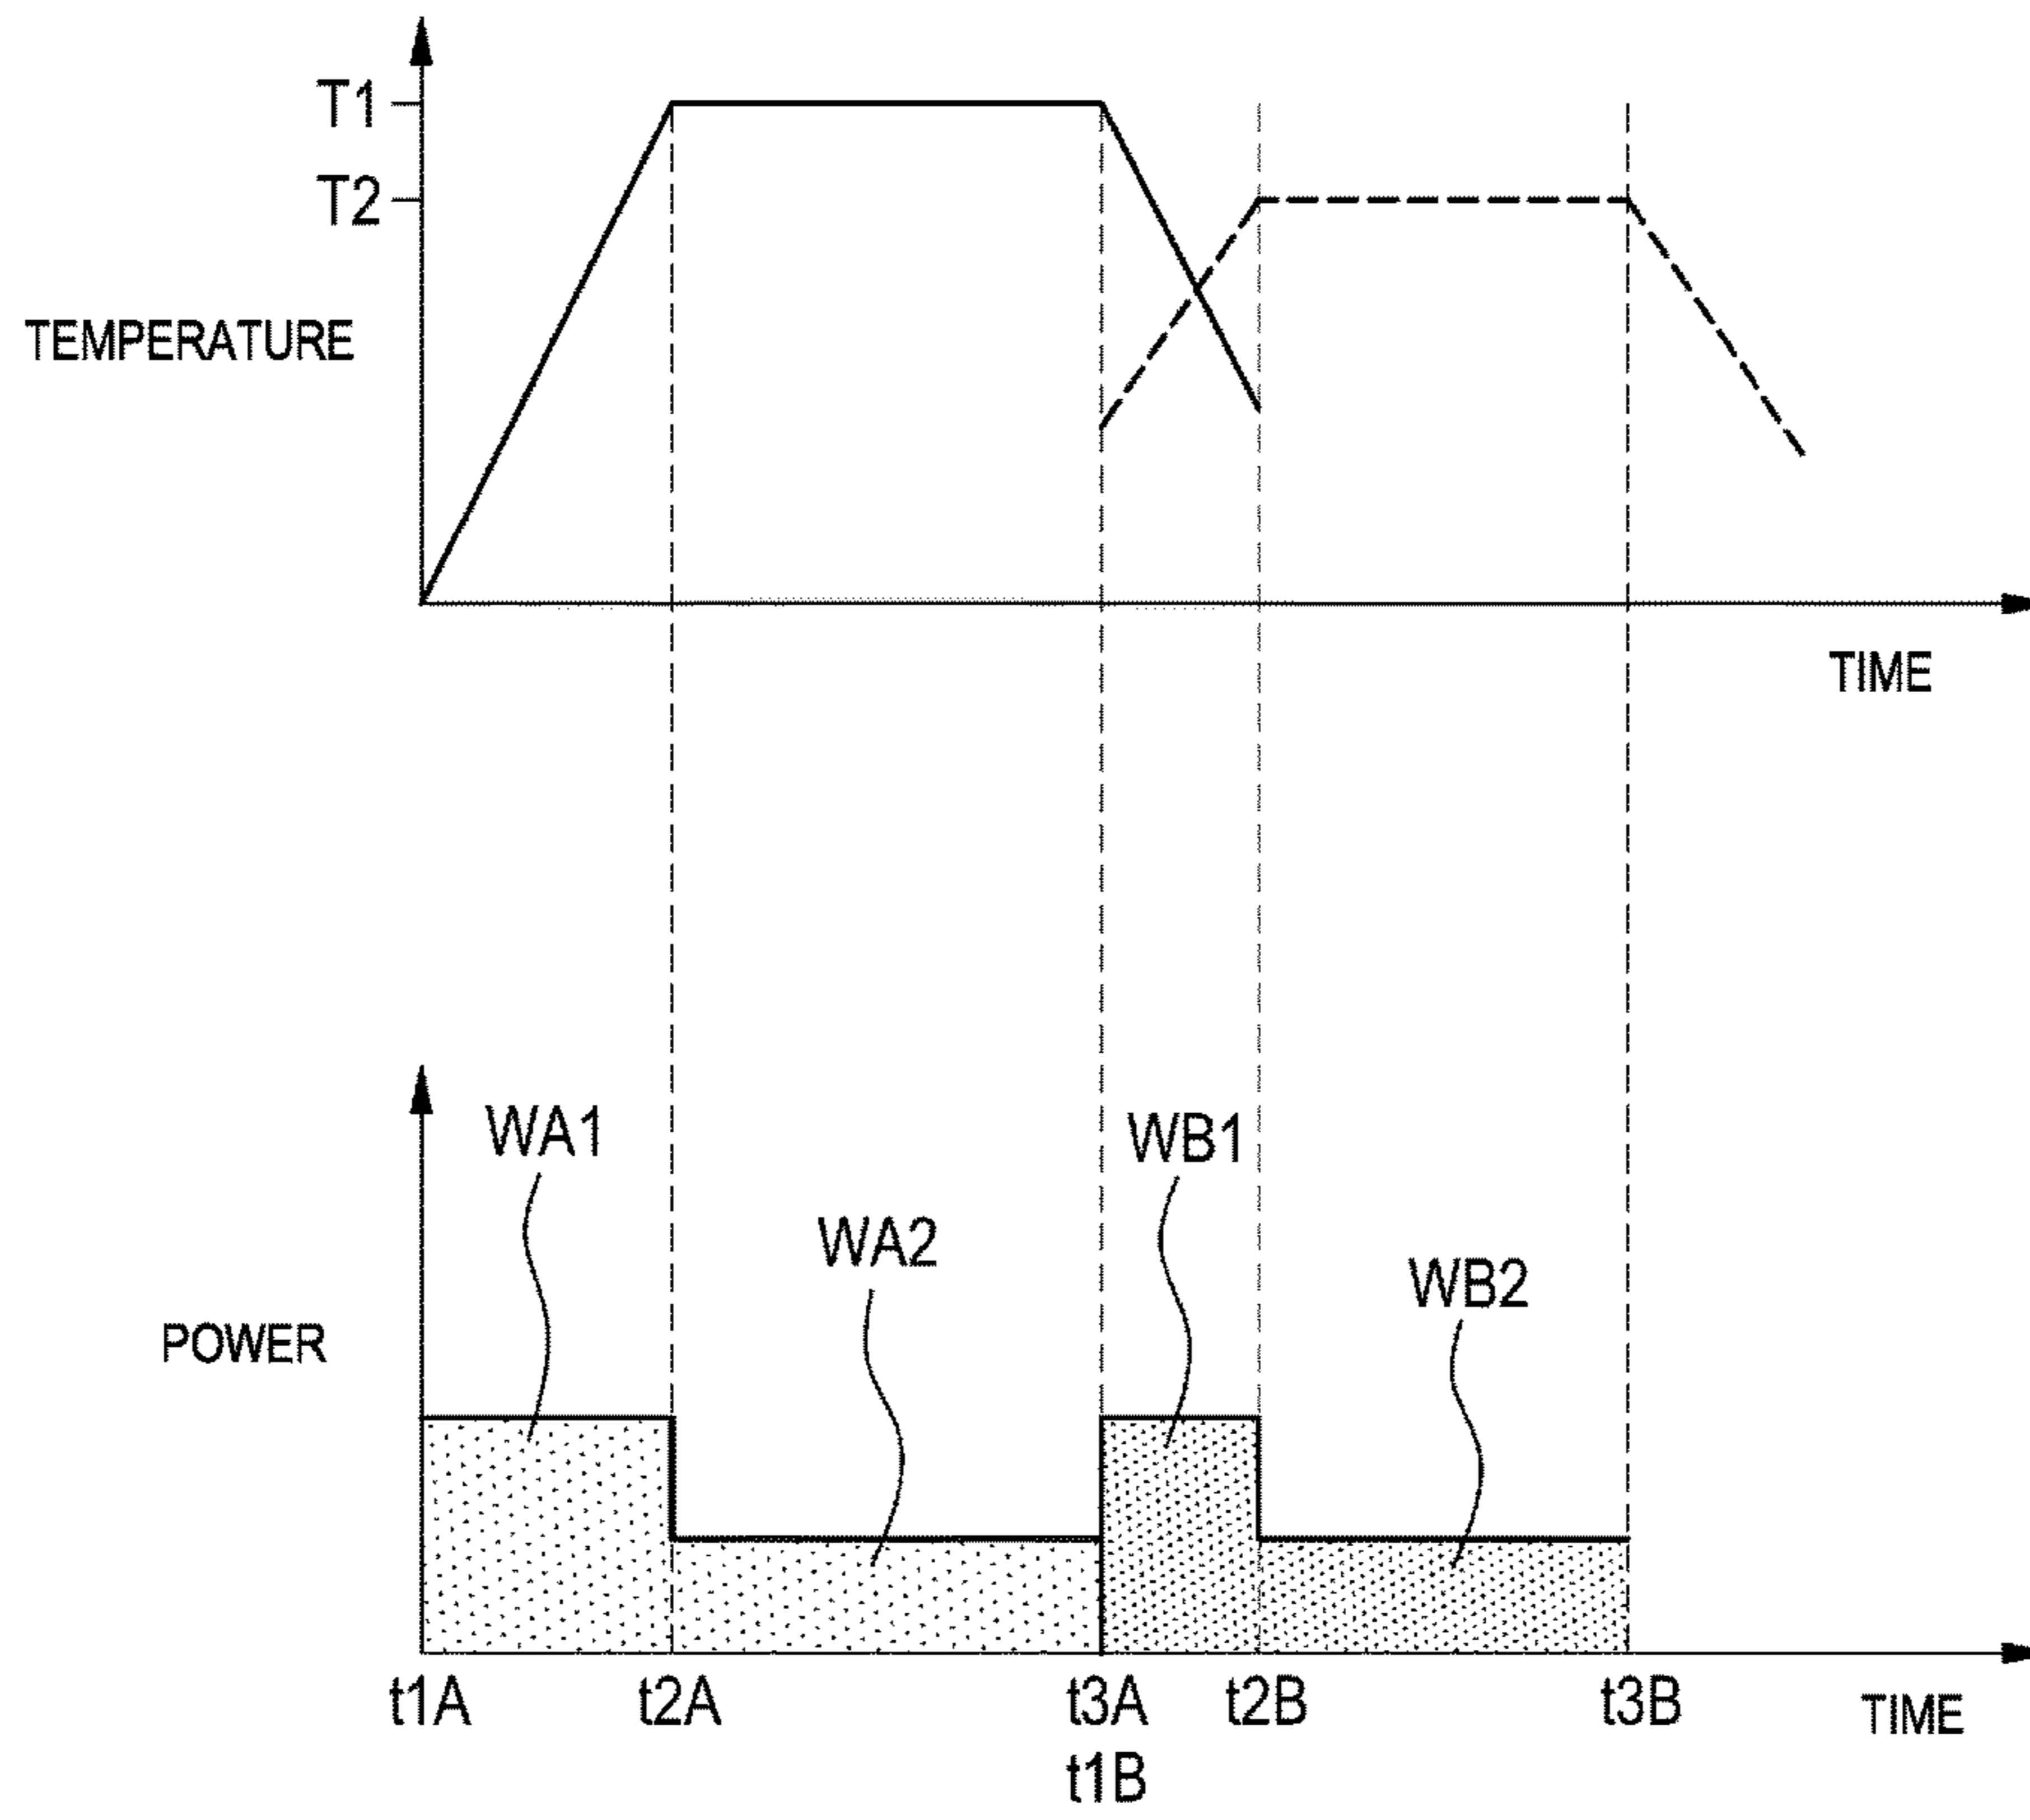 T1
T2
TEMPERATURE
TIME
WA1
WB1
WA2
WB2
POWER
t1A t2A t3A t2B t3B TIME
t1B